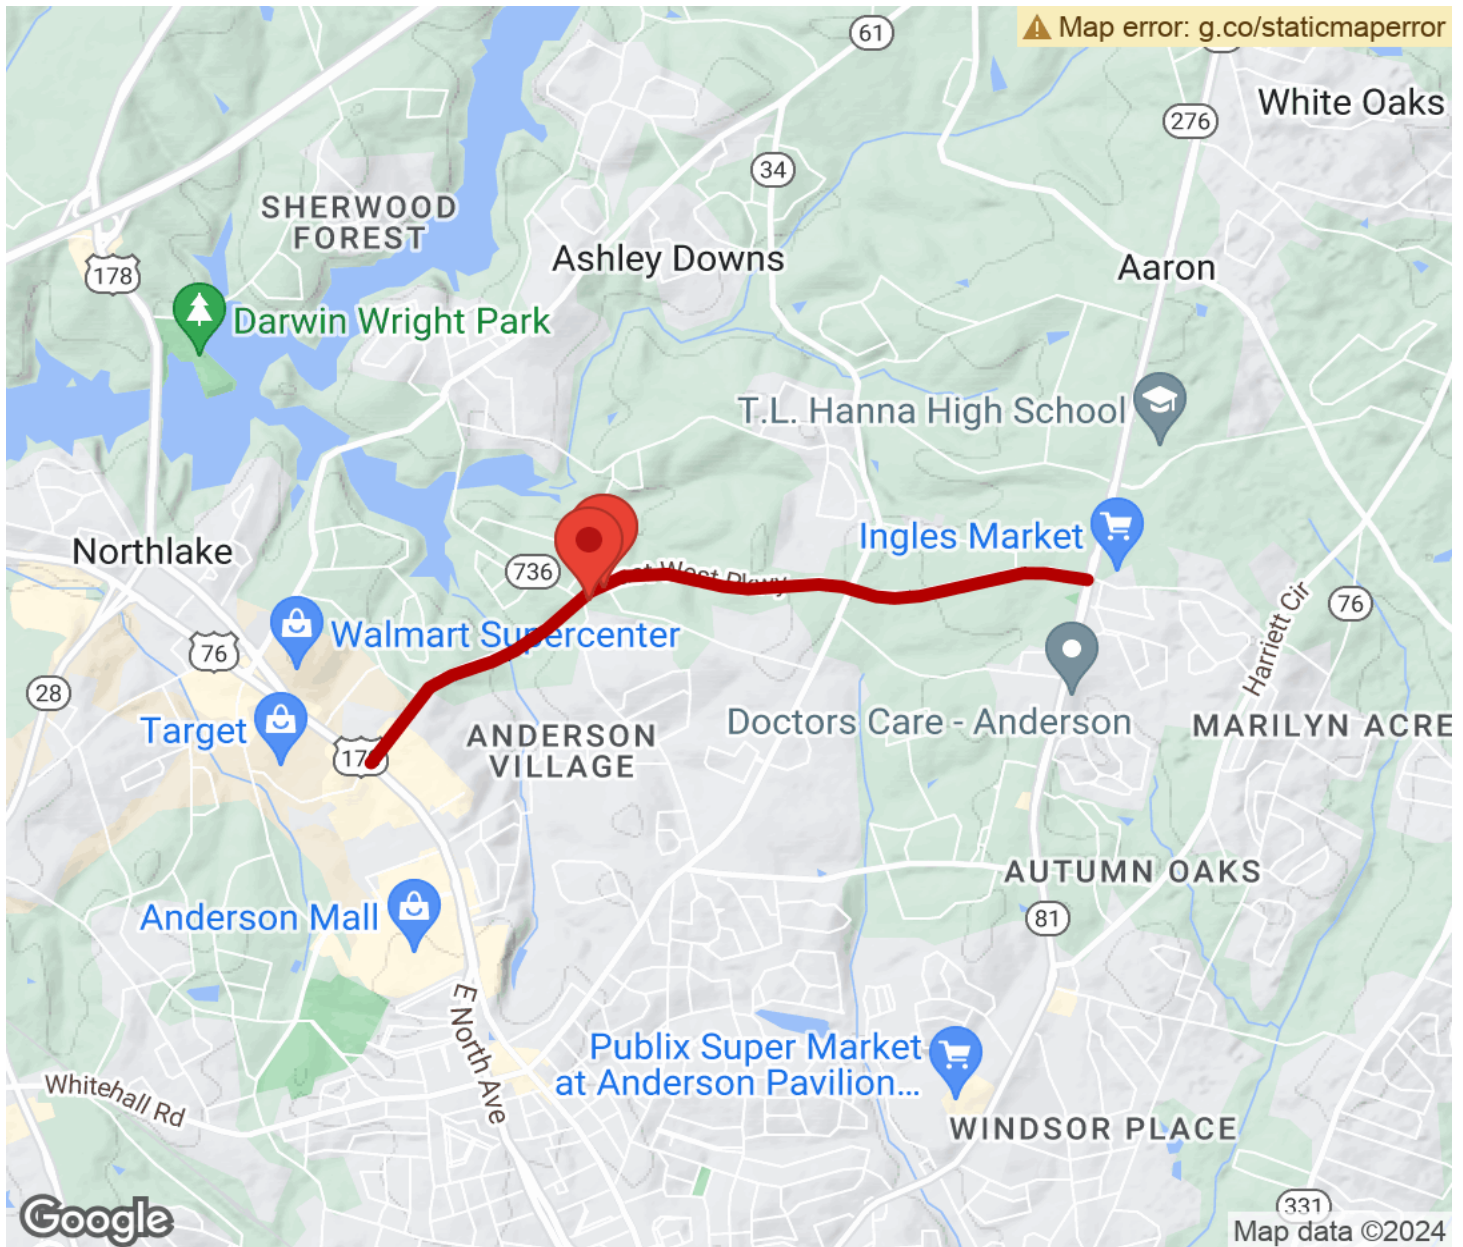 61
Map error: g.co/staticmaperror
White Oaks
276
34
SHERWOOD
FOREST
Ashley Downs
Aaron
178
Darwin Wright Park
T.L. Hanna High School
Ingles Market
Northlake
736
West Pkwy
76
Harriett Cir
Walmart Supercenter
76
28
Target
ANDERSON
VILLAGE
Doctors Care - Anderson
MARILYN ACRE
AUTUMN OAKS
Anderson Mall
81
E North Ave
Publix Super Market
at Anderson Pavilion...
Whitehall Rd
WINDSOR PLACE
331
Google
Map data ©2024